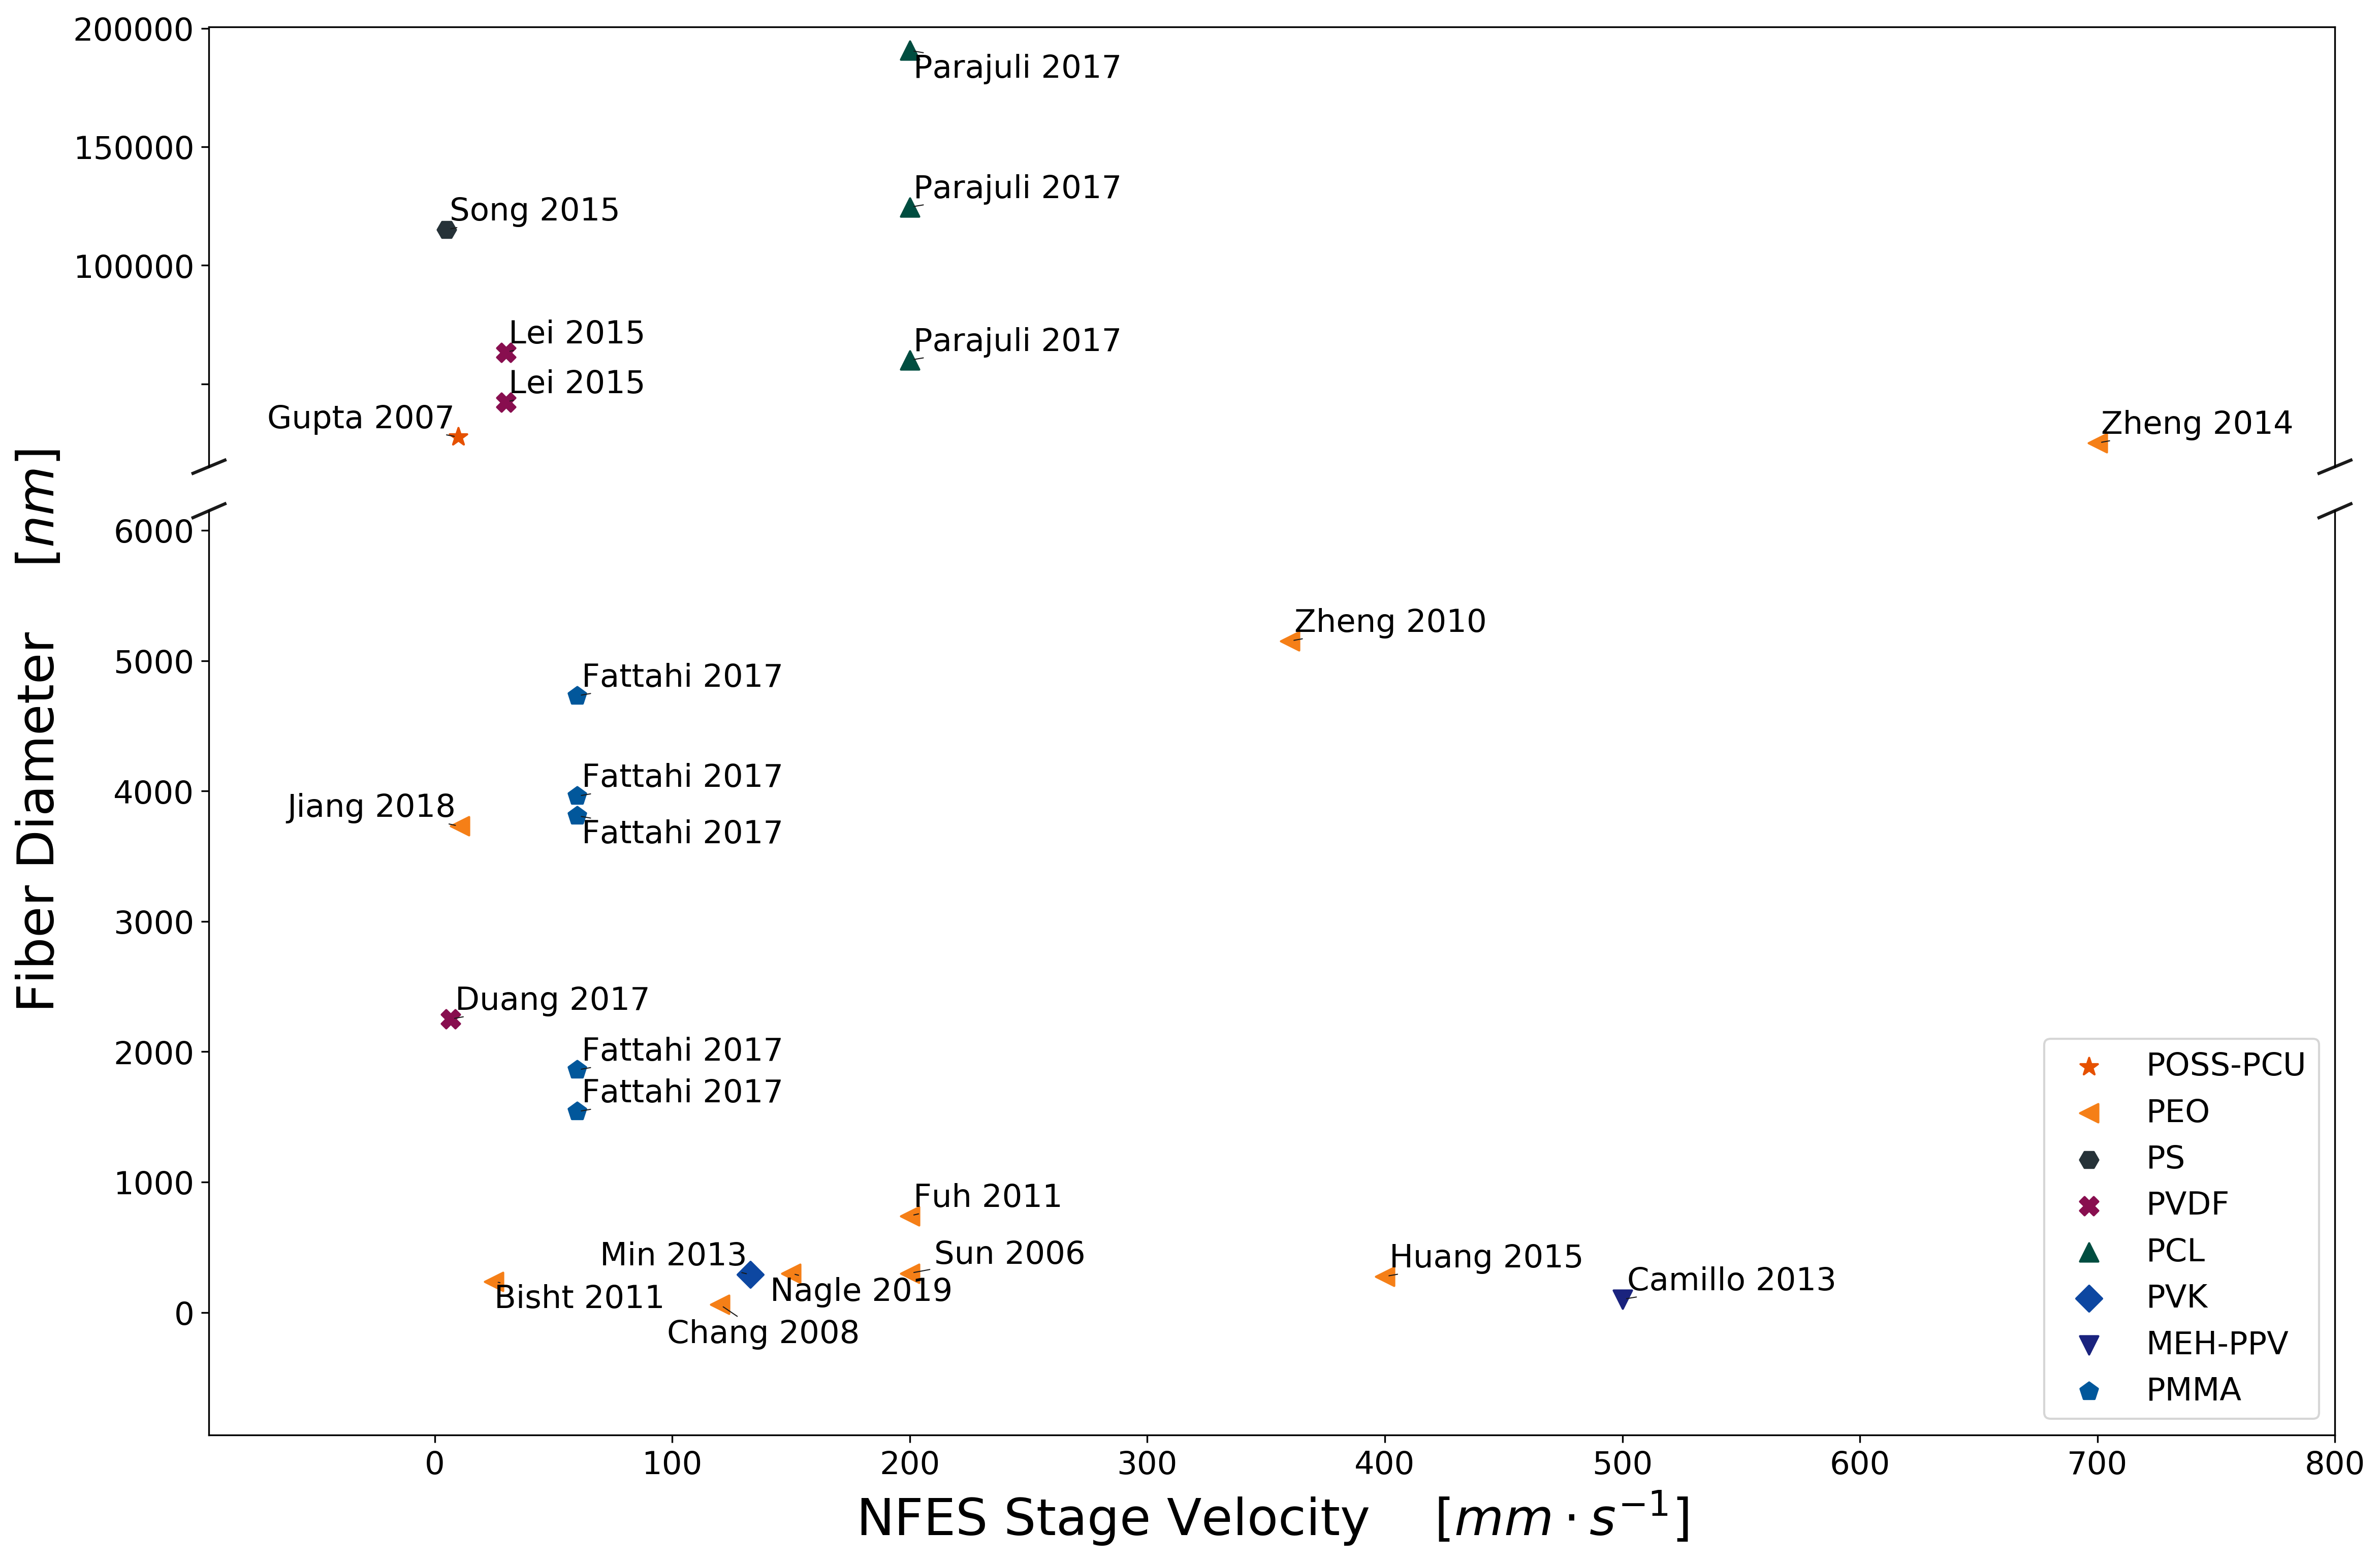 200000
150000
100000
6000
5000
4000
3000
2000
1000
0
Fiber Diameter [nm]
Parajuli 2017
Parajuli 2017
Song 2015
Lei 2015
Parajuli 2017
Lei 2015
Gupta 2007
Zheng 2014
Zheng 2010
Fattahi 2017
Fattahi 2017
Jiang 2018
Fattahi 2017
Duang 2017
Fattahi 2017
Fattahi 2017
Fuh 2011
Min 2013
Sun 2006
Huang 2015
Bisht 2011
Nagle 2019
Camillo 2013
Chang 2008
POSS-PCU
PEO
PS
PVDF
PCL
PVK
MEH-PPV
PMMA
0 100 200 300 400 500 600 700 800
NFES Stage Velocity [mm · s⁻¹]